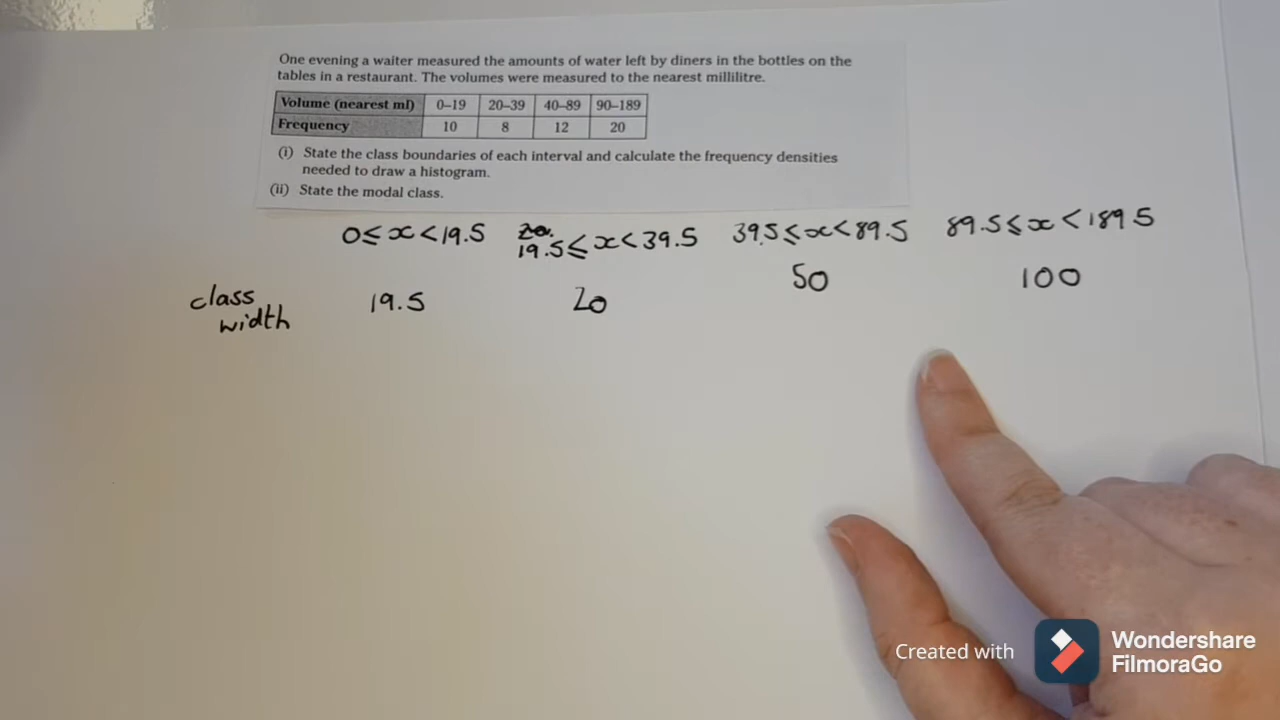 One evening a waiter measured the amounts of water left by diners in the bottles on the
tables in a restaurant. The volumes were measured to the nearest millilitre.
Volume (nearest ml) 0–19 20–39 40–89 90–189
Frequency 10 8 12 20
(i) State the class boundaries of each interval and calculate the frequency densities
needed to draw a histogram.
(ii) State the modal class.
0≤x<19.5 19.5≤x<39.5 39.5≤x<89.5 89.5≤x<189.5
class
width 19.5 20 50 100
Created with
Wondershare
FilmoraGo